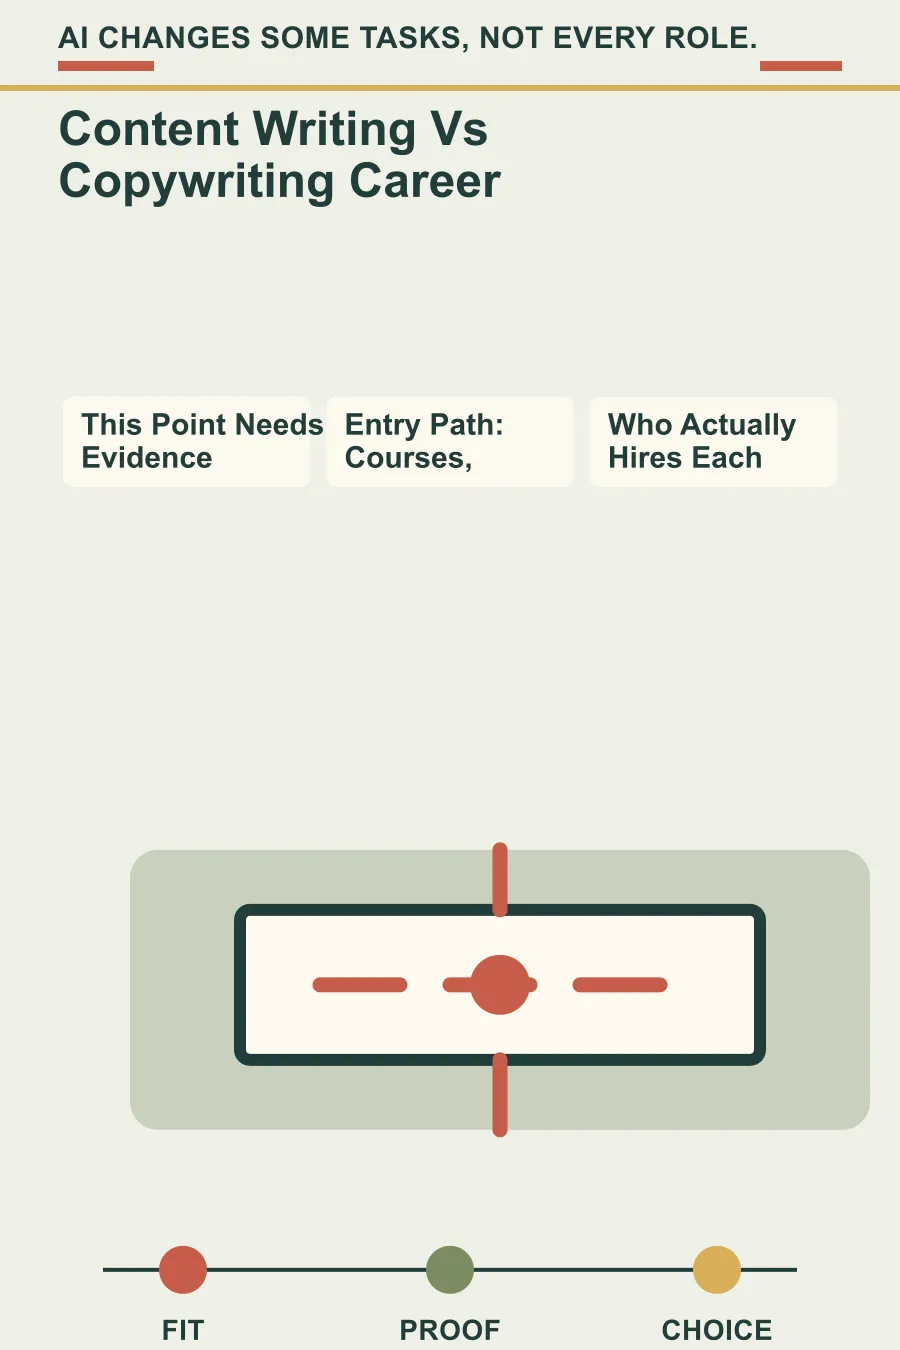 AI CHANGES SOME TASKS, NOT EVERY ROLE.
Content Writing Vs
Copywriting Career
This Point Needs
Evidence
Entry Path:
Courses,
Who Actually
Hires Each
FIT
PROOF
CHOICE